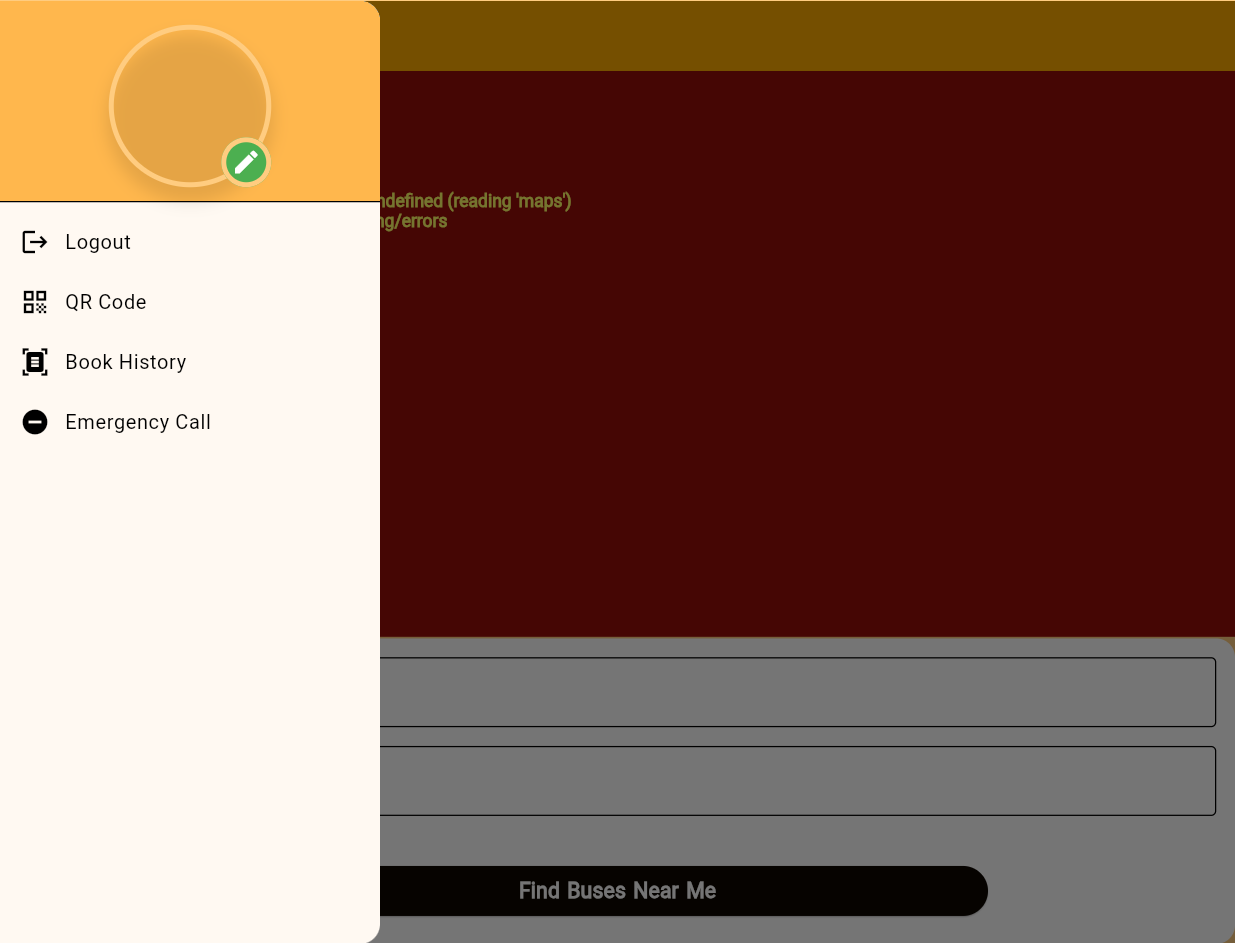 ndefined (reading 'maps')
ng/errors
Logout
QR Code
Book History
Emergency Call
Find Buses Near Me